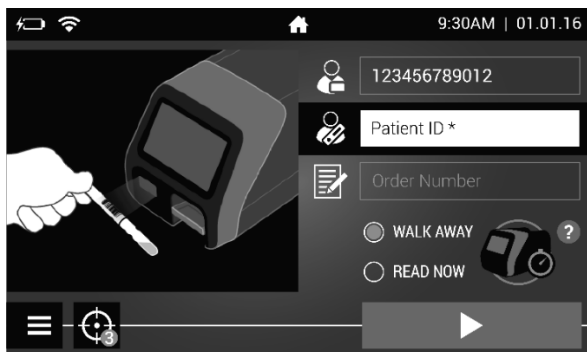 9:30AM | 01.01.16
123456789012
Patient ID *
Order Number
WALK AWAY
?
READ NOW
3